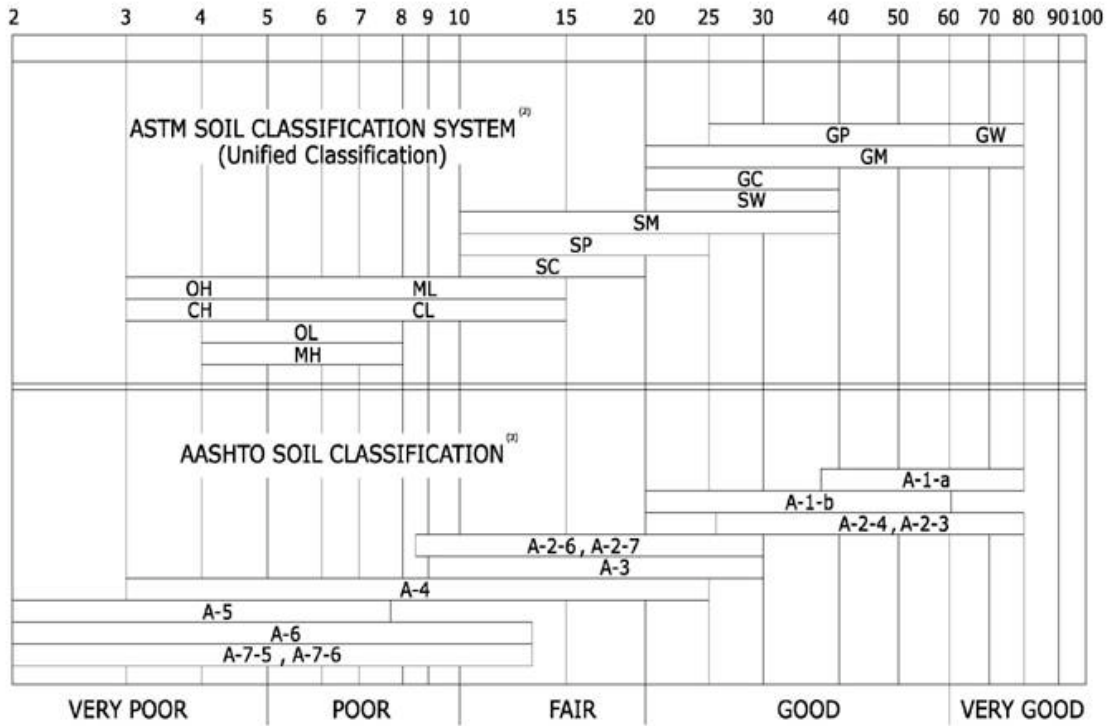 2 3 4 5 6 7 8 9 10 15 20 25 30 40 50 60 70 80 90 100
ASTM SOIL CLASSIFICATION SYSTEM (2)
(Unified Classification)
GP GW
GM
GC
SW
SM
SP
SC
OH ML
CH CL
OL
MH
AASHTO SOIL CLASSIFICATION (2)
A-1-a
A-1-b
A-2-4 , A-2-3
A-2-6 , A-2-7
A-3
A-4
A-5
A-6
A-7-5 , A-7-6
VERY POOR POOR FAIR GOOD VERY GOOD